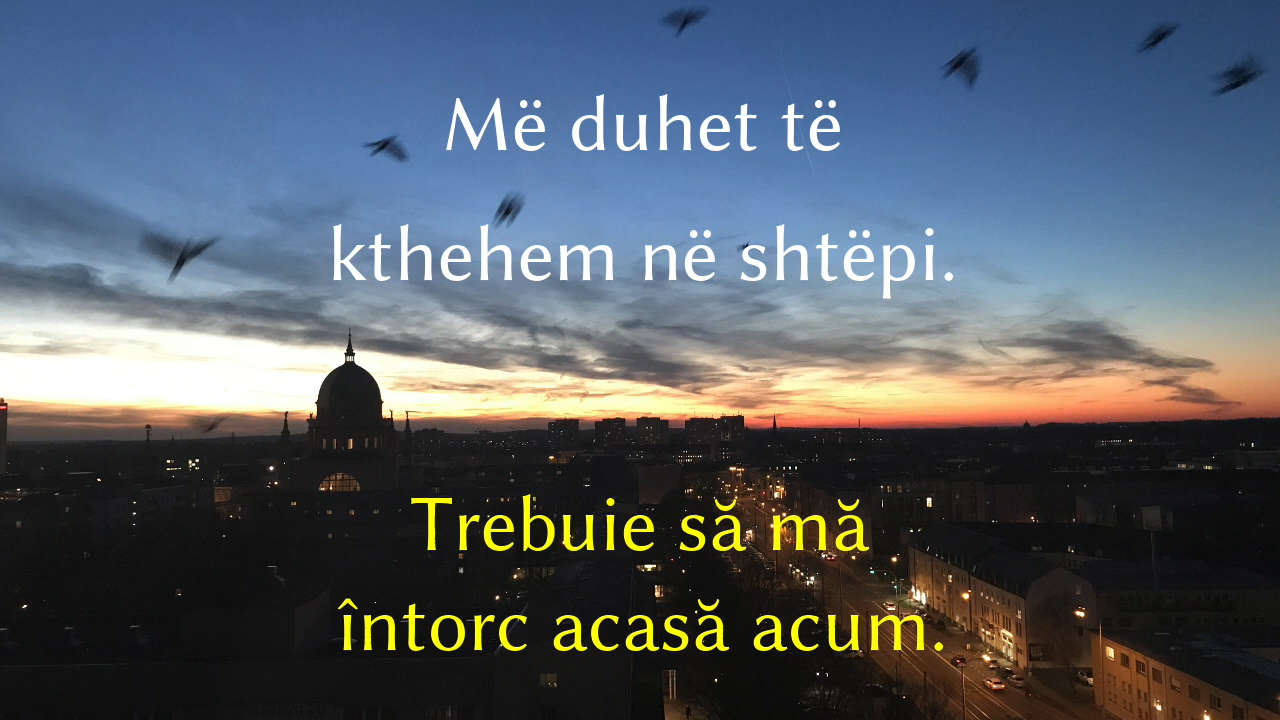 Më duhet të
kthehem në shtëpi.
Trebuie să mă
întorc acasă acum.